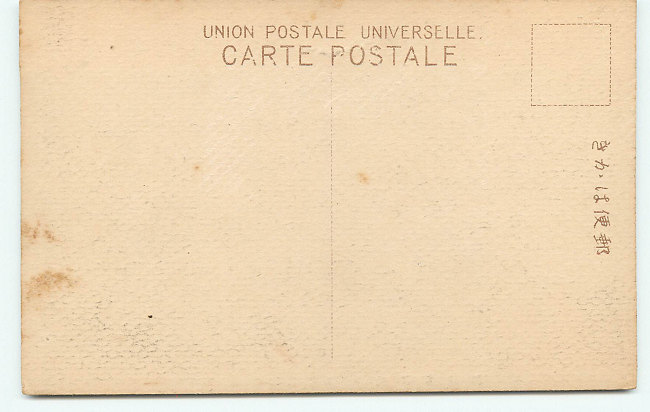 UNION POSTALE UNIVERSELLE.
CARTE POSTALE
郵便はかき